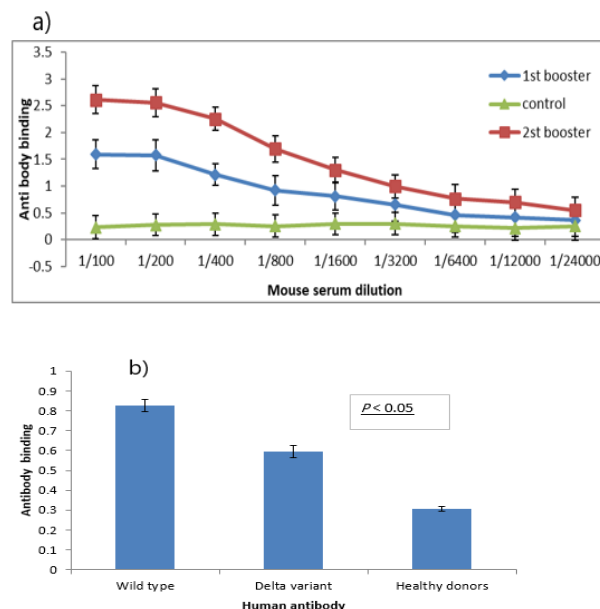 a)
3.5
3
2.5
2
1.5
1
0.5
0
-0.5
Anti body binding
1st booster
control
2st booster
1/100 1/200 1/400 1/800 1/1600 1/3200 1/6400 1/12000 1/24000
Mouse serum dilution
b)
1
0.9
0.8
0.7
0.6
0.5
0.4
0.3
0.2
0.1
0
Antibody binding
P < 0.05
Wild type Delta variant Healthy donors
Human antibody